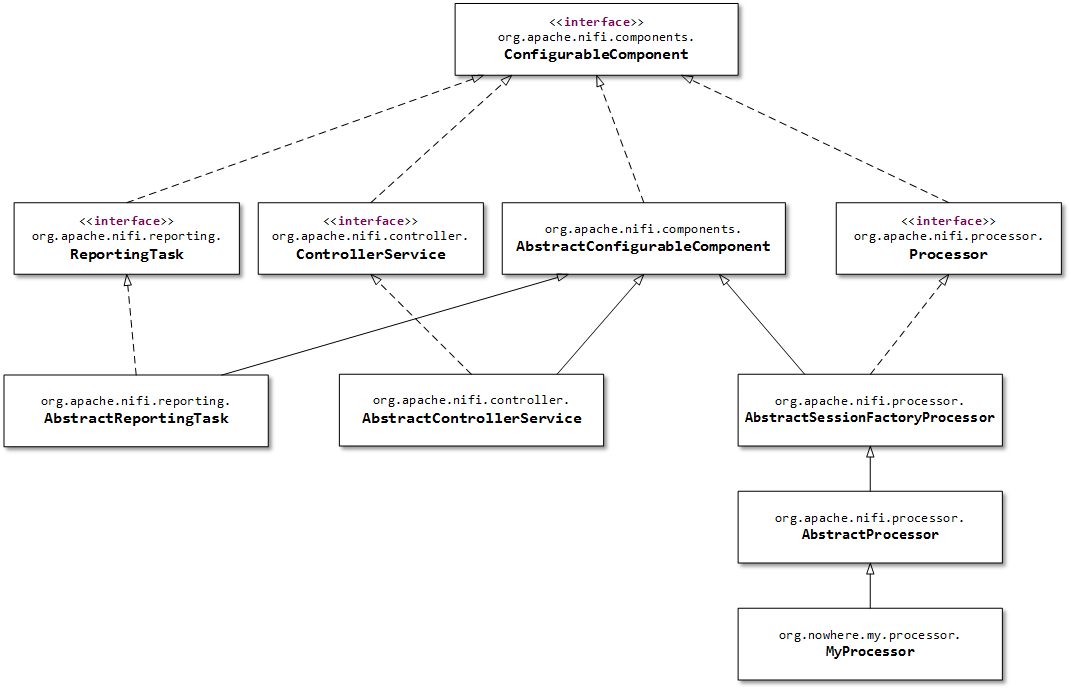 <<interface>>
org.apache.nifi.components.
ConfigurableComponent
<<interface>>
org.apache.nifi.reporting.
ReportingTask
<<interface>>
org.apache.nifi.controller.
ControllerService
org.apache.nifi.components.
AbstractConfigurableComponent
<<interface>>
org.apache.nifi.processor.
Processor
org.apache.nifi.reporting.
AbstractReportingTask
org.apache.nifi.controller.
AbstractControllerService
org.apache.nifi.processor.
AbstractSessionFactoryProcessor
org.apache.nifi.processor.
AbstractProcessor
org.nowhere.my.processor.
MyProcessor